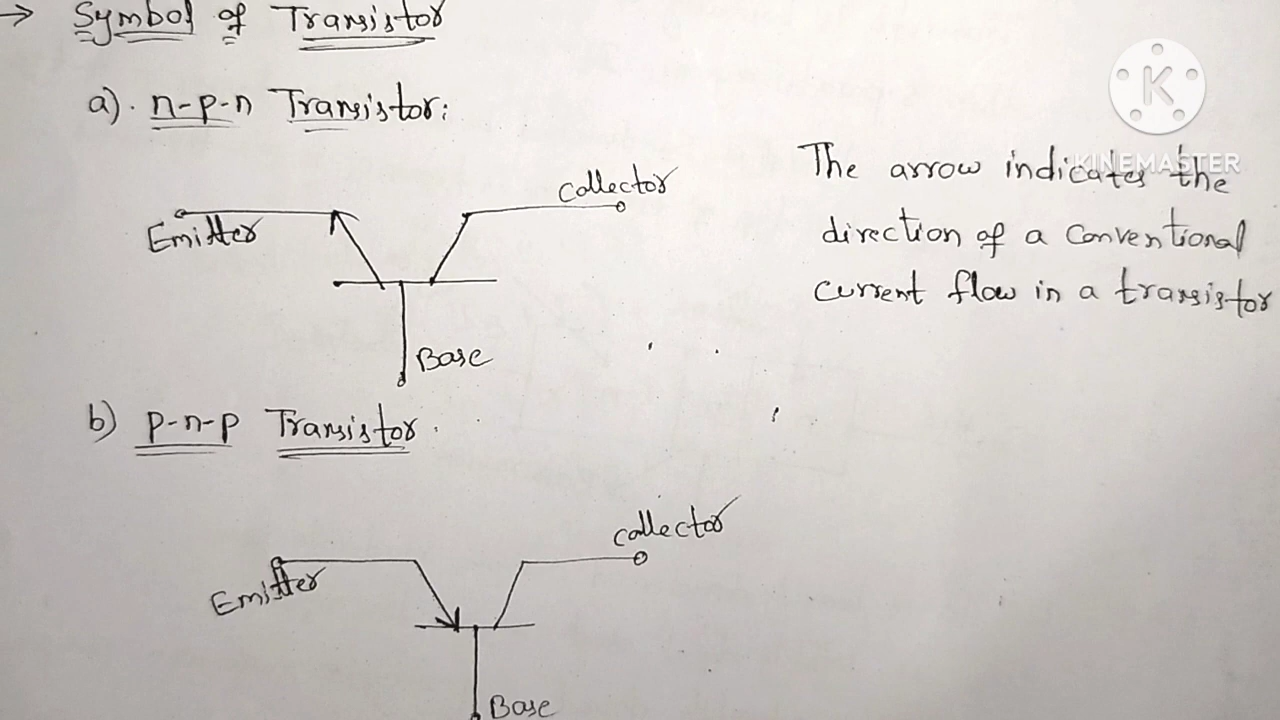 → Symbol of Transistor
a). n-p-n Transistor:
Emitter
collector
Base
The arrow indicates the
direction of a conventional
current flow in a transistor
b) p-n-p Transistor.
Emitter
collector
Base
K
KINEMASTER